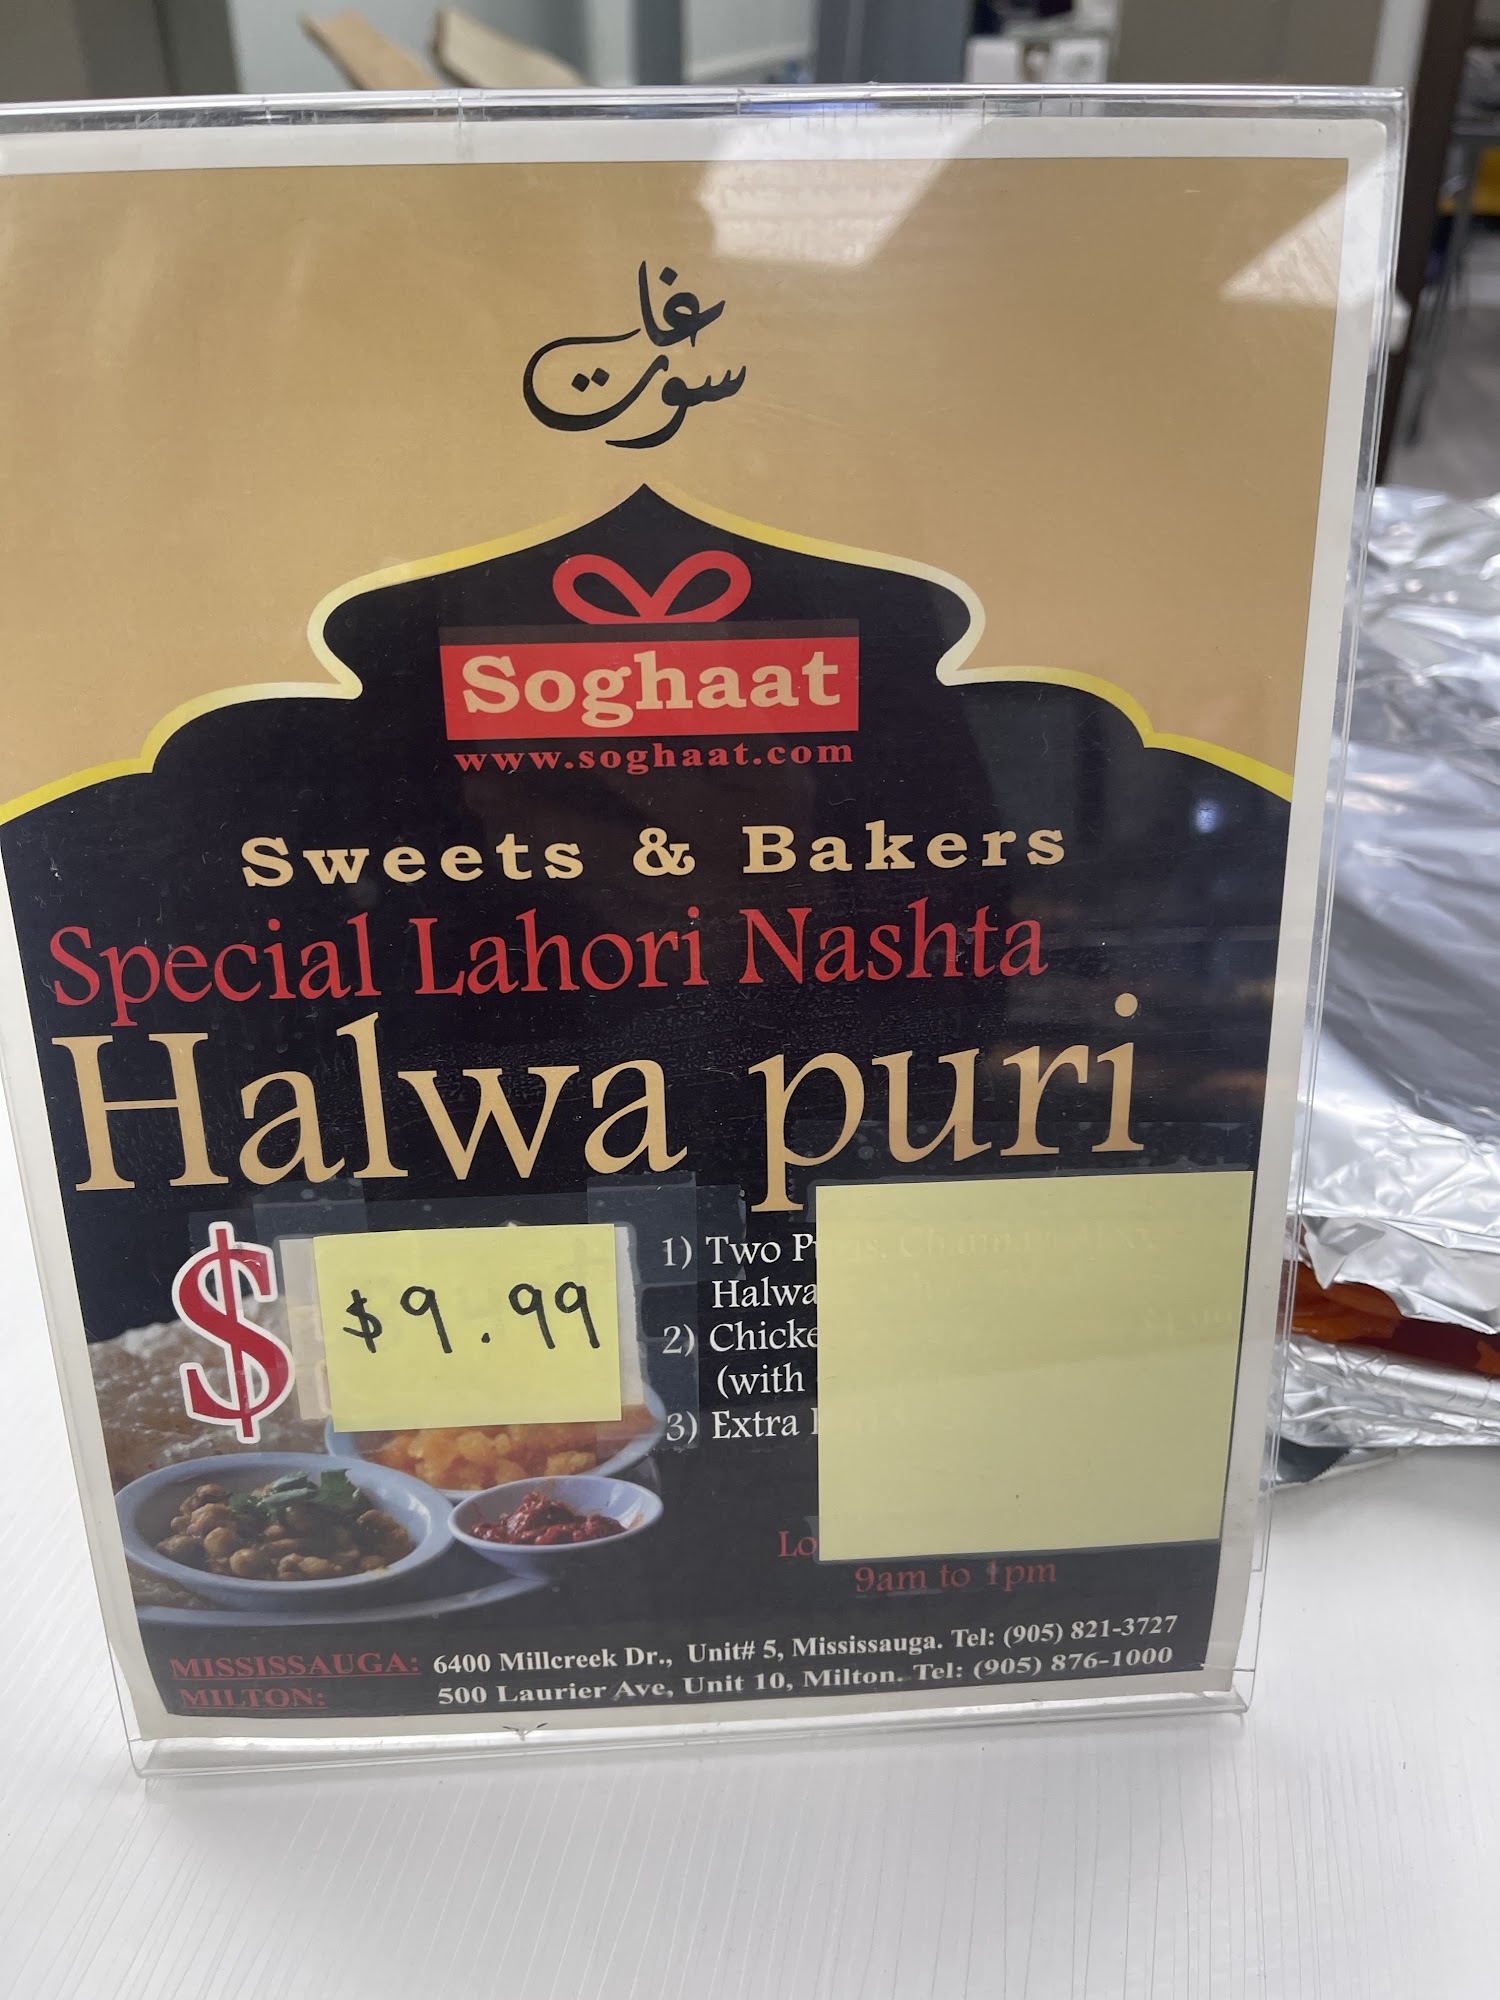 سوغات
Soghaat
www.soghaat.com
Sweets & Bakers
Special Lahori Nashta
Halwa puri
$ $9.99
1) Two
Halwa
2)
(with
3) Extra
9am to 1pm
MISSISSAUGA: 6400 Millcreek Dr., Unit# 5, Mississauga. Tel: (905) 821-3727
MILTON: 500 Laurier Ave, Unit 10, Milton. Tel: (905) 876-1000